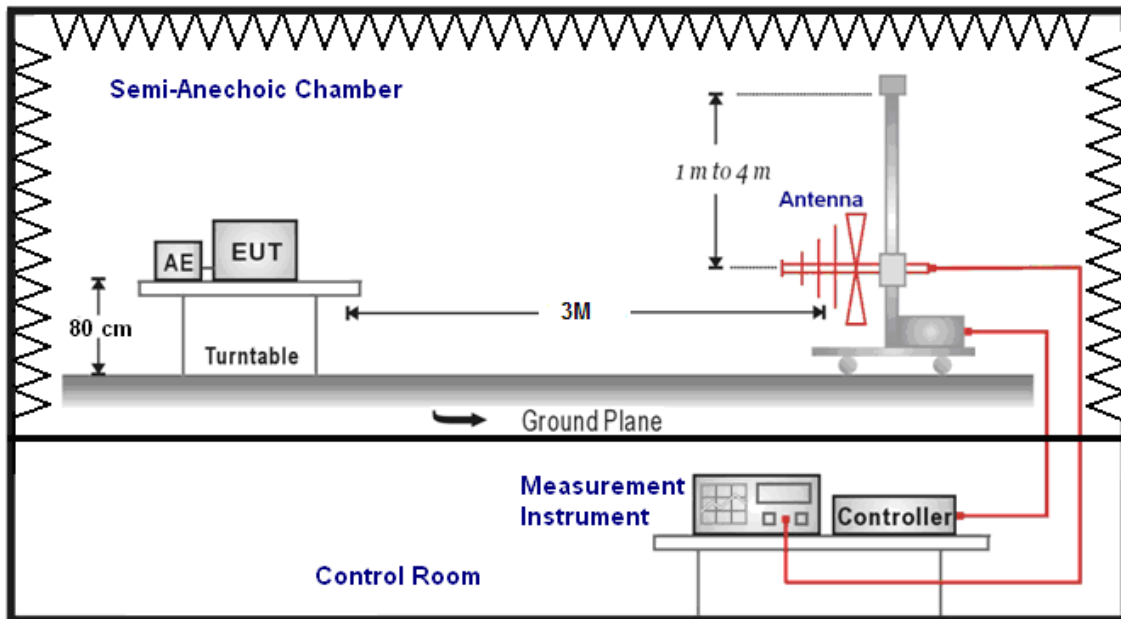 Semi-Anechoic Chamber
1 m to 4 m
Antenna
AE
EUT
80 cm
3M
Turntable
Ground Plane
Measurement
Instrument
Controller
Control Room